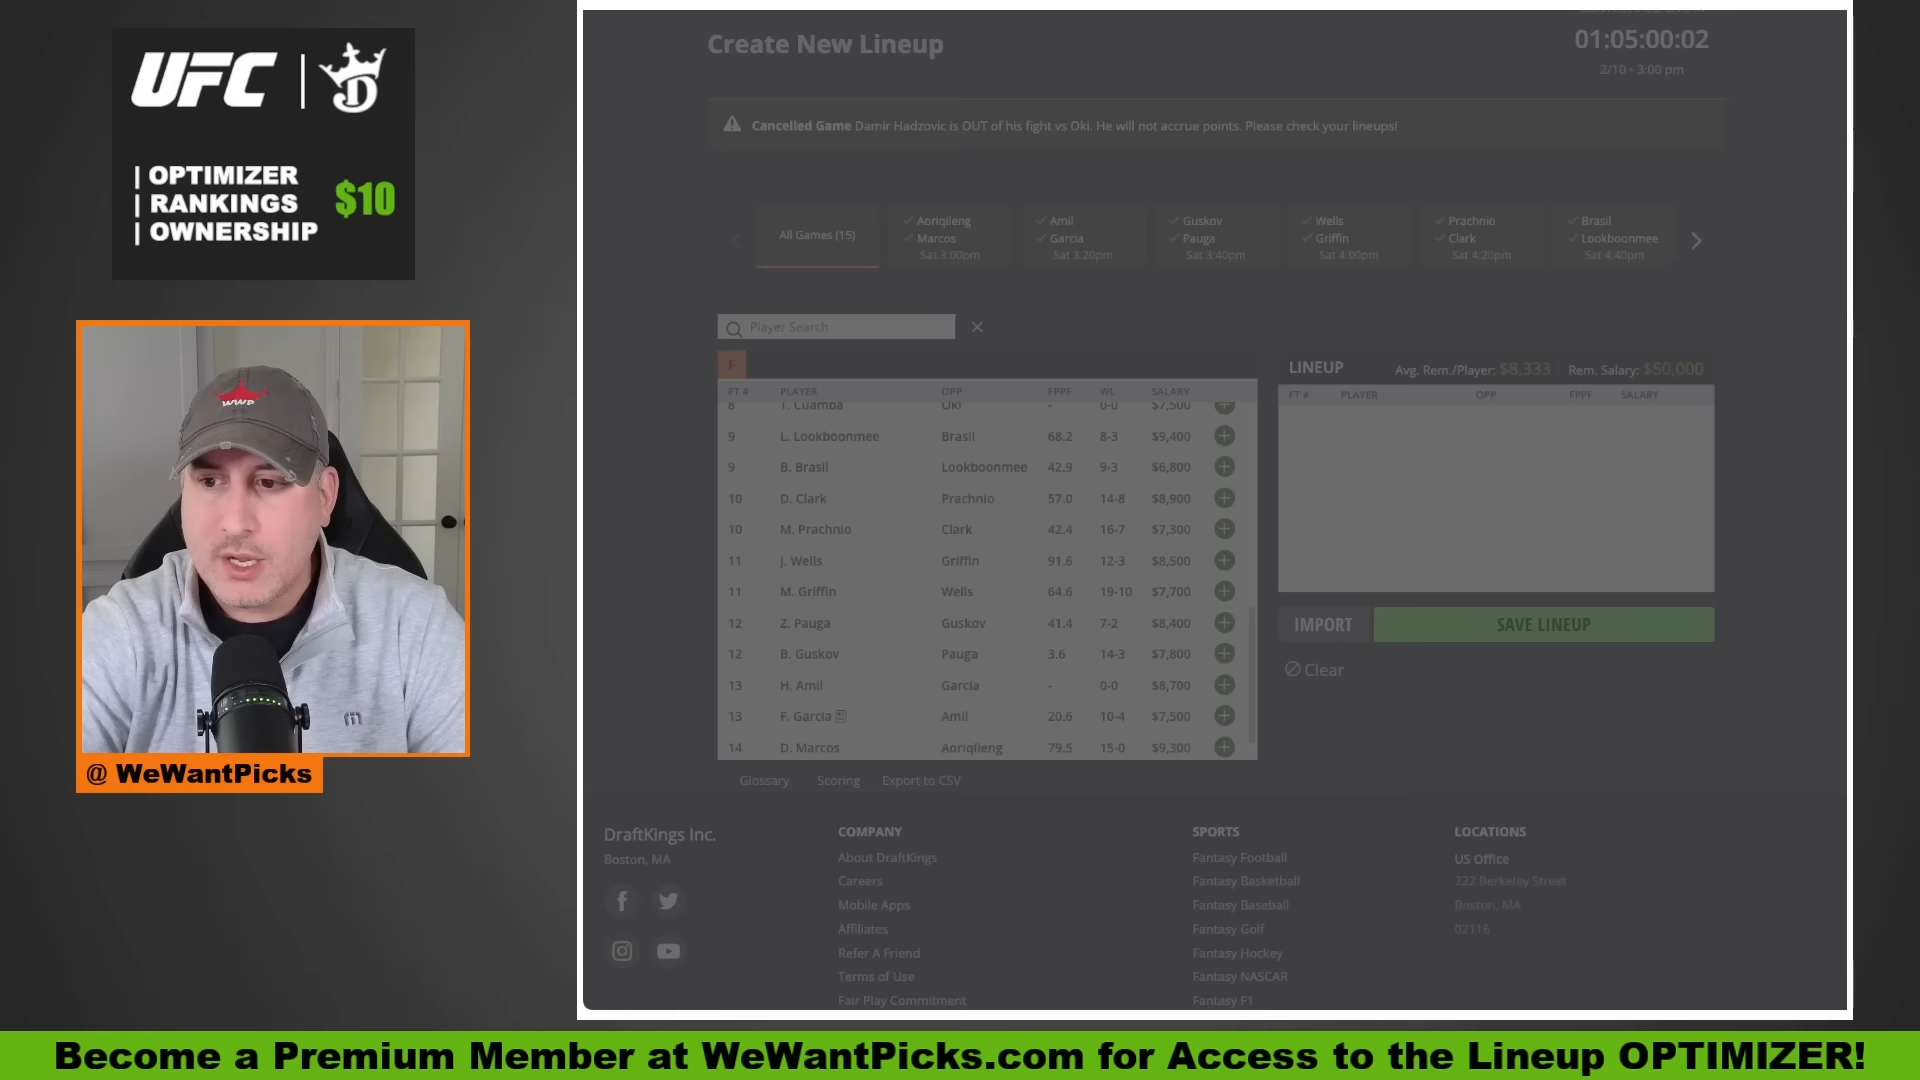 UFC
| OPTIMIZER
| RANKINGS
| OWNERSHIP
$10
WWP
@ WeWantPicks
Create New Lineup
01:05:00:02
2/10 • 3:00 pm
Cancelled Game Damir Hadzovic is OUT of his fight vs Oki. He will not accrue points. Please check your lineups!
All Games (15)
Aoriqileng
Marcos
Sat 3:00pm
Amil
Garcia
Sat 3:20pm
Guskov
Pauga
Sat 3:40pm
Wells
Griffin
Sat 4:00pm
Prachnio
Clark
Sat 4:20pm
Brasil
Lookboonmee
Sat 4:40pm
Player Search
F
FT # PLAYER OPP FPPF WL SALARY
8 T. Cuamba Oki - 0-0 $7,500
9 L. Lookboonmee Brasil 68.2 8-3 $9,400
9 B. Brasil Lookboonmee 42.9 9-3 $6,800
10 D. Clark Prachnio 57.0 14-8 $8,900
10 M. Prachnio Clark 42.4 16-7 $7,300
11 J. Wells Griffin 91.6 12-3 $8,500
11 M. Griffin Wells 64.6 19-10 $7,700
12 Z. Pauga Guskov 41.4 7-2 $8,400
12 B. Guskov Pauga 3.6 14-3 $7,800
13 H. Amil Garcia - 0-0 $8,700
13 F. Garcia Amil 20.6 10-4 $7,500
14 D. Marcos Aoriqileng 79.5 15-0 $9,300
LINEUP Avg. Rem./Player: $8,333 Rem. Salary: $50,000
FT # PLAYER OPP FPPF SALARY
IMPORT SAVE LINEUP
Clear
Glossary Scoring Export to CSV
DraftKings Inc.
Boston, MA
COMPANY
About DraftKings
Careers
Mobile Apps
Affiliates
Refer A Friend
Terms of Use
Fair Play Commitment
SPORTS
Fantasy Football
Fantasy Basketball
Fantasy Baseball
Fantasy Golf
Fantasy Hockey
Fantasy NASCAR
Fantasy F1
LOCATIONS
US Office
222 Berkeley Street
Boston, MA
02116
Become a Premium Member at WeWantPicks.com for Access to the Lineup OPTIMIZER!